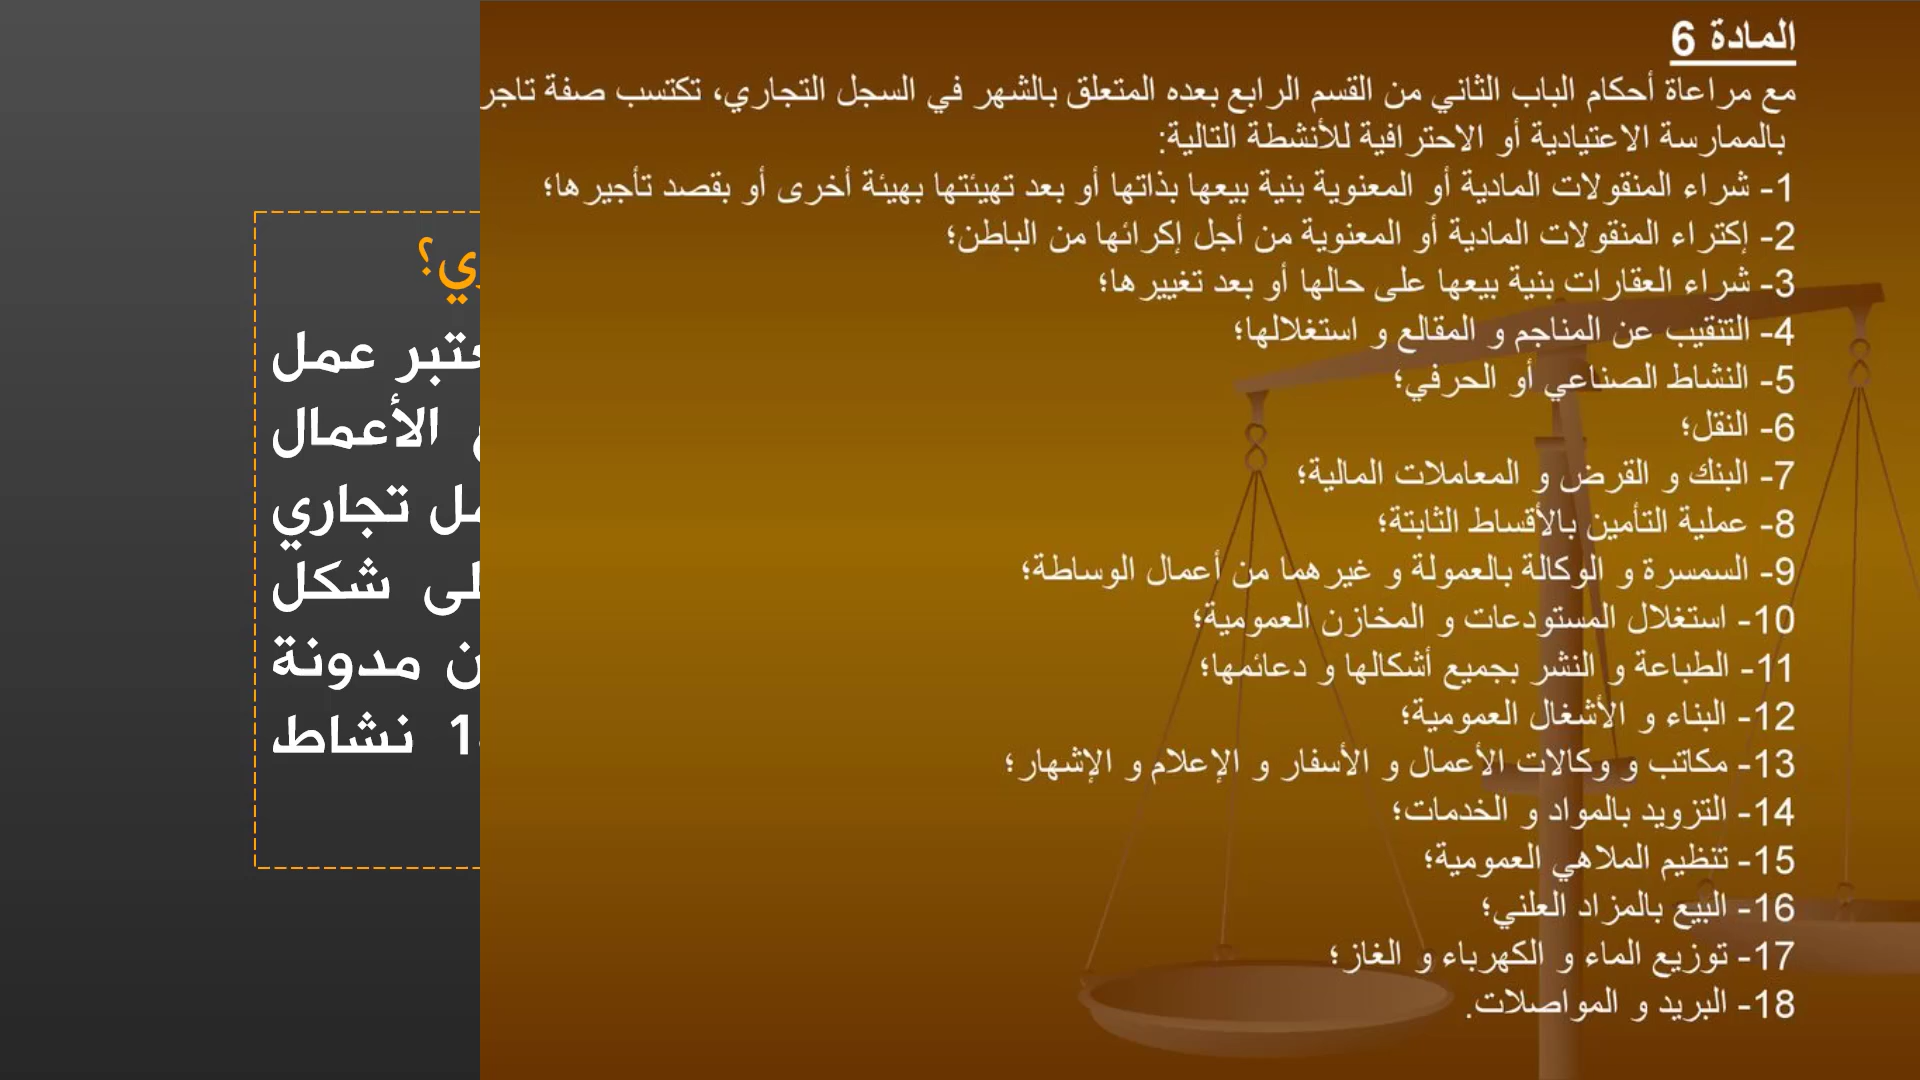 المادة 6
مع مراعاة أحكام الباب الثاني من القسم الرابع بعده المتعلق بالشهر في السجل التجاري، تكتسب صفة تاجر
بالممارسة الاعتيادية أو الاحترافية للأنشطة التالية:
1- شراء المنقولات المادية أو المعنوية بنية بيعها بذاتها أو بعد تهيئتها بهيئة أخرى أو بقصد تأجيرها؛
2- إكتراء المنقولات المادية أو المعنوية من أجل إكرائها من الباطن؛
3- شراء العقارات بنية بيعها على حالها أو بعد تغييرها؛
4- التنقيب عن المناجم و المقالع و استغلالها؛
5- النشاط الصناعي أو الحرفي؛
6- النقل؛
7- البنك و القرض و المعاملات المالية؛
8- عملية التأمين بالأقساط الثابتة؛
9- السمسرة و الوكالة بالعمولة و غيرهما من أعمال الوساطة؛
10- استغلال المستودعات و المخازن العمومية؛
11- الطباعة و النشر بجميع أشكالها و دعائمها؛
12- البناء و الأشغال العمومية؛
13- مكاتب و وكالات الأعمال و الأسفار و الإعلام و الإشهار؛
14- التزويد بالمواد و الخدمات؛
15- تنظيم الملاهي العمومية؛
16- البيع بالمزاد العلني؛
17- توزيع الماء و الكهرباء و الغاز؛
18- البريد و المواصلات.
عمل
الأعمال
تجاري
شكل
مدونة
نشاط